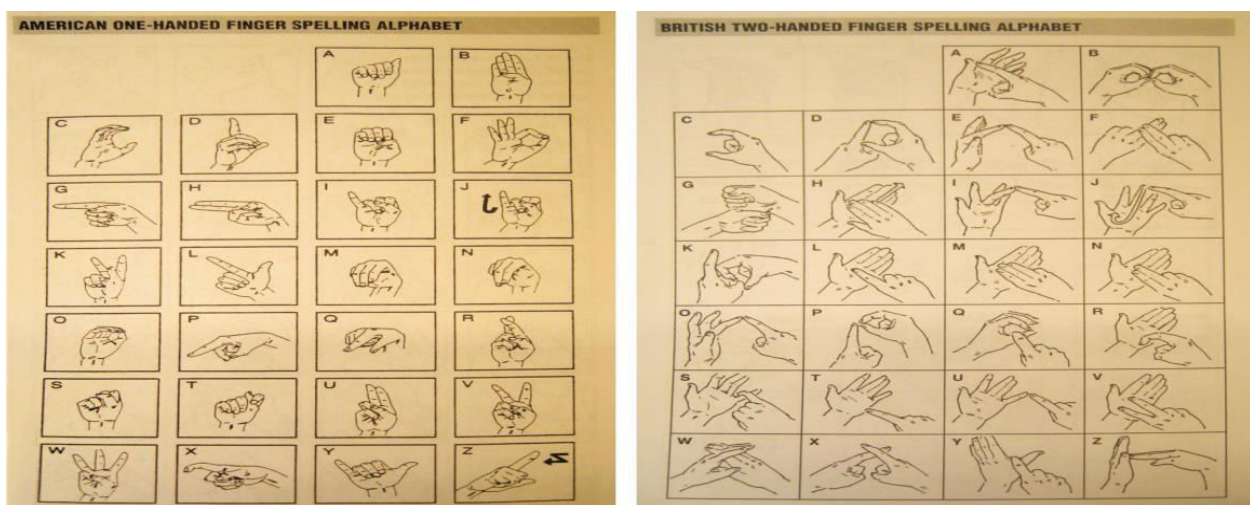 AMERICAN ONE-HANDED FINGER SPELLING ALPHABET
A B
C D E F
G H I J
K L M N
O P Q R
S T U V
W X Y Z
BRITISH TWO-HANDED FINGER SPELLING ALPHABET
A B
C D E F
G H I J
K L M N
O P Q R
S T U V
W X Y Z